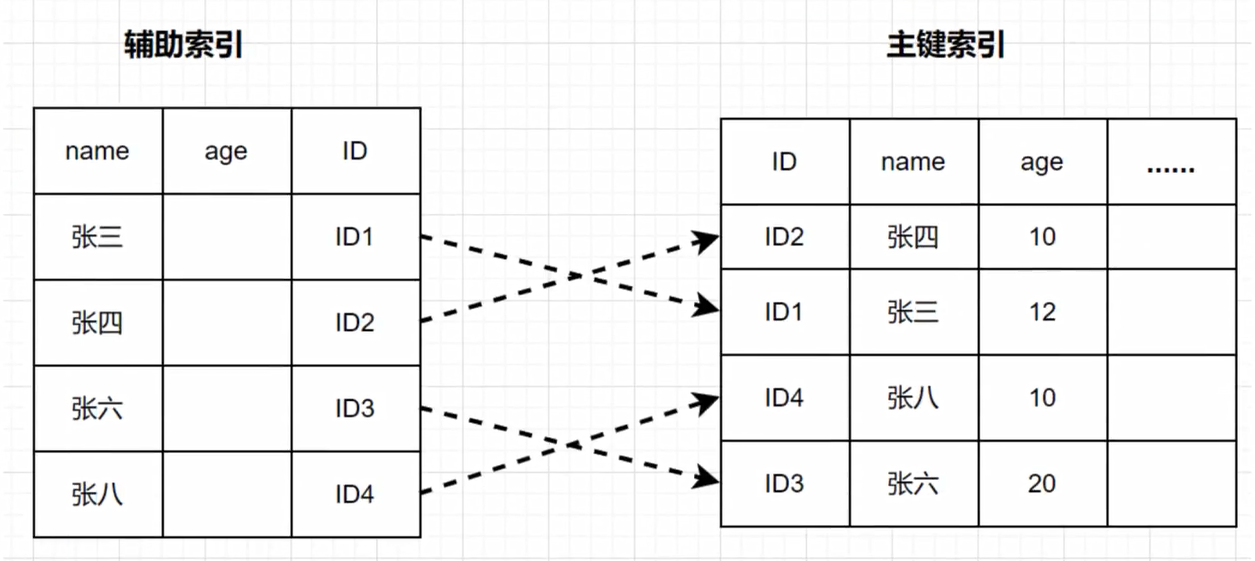 辅助索引
name age ID
张三 ID1
张四 ID2
张六 ID3
张八 ID4
主键索引
ID name age ......
ID2 张四 10
ID1 张三 12
ID4 张八 10
ID3 张六 20